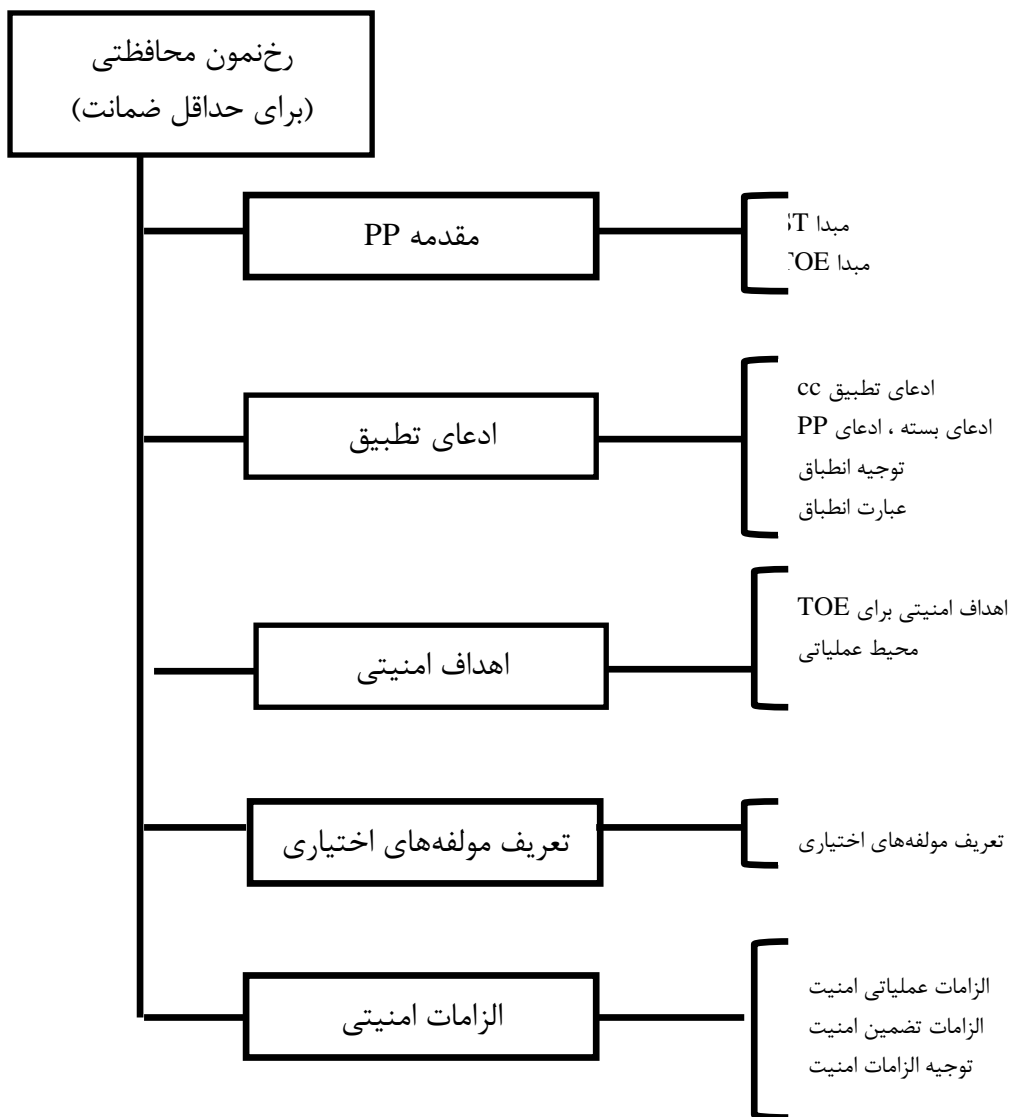 رخ‌نمون محافظتی
(برای حداقل ضمانت)
مقدمه PP
مبدا ST
مبدا TOE
ادعای تطبیق
ادعای تطبیق cc
ادعای بسته ، ادعای PP
توجیه انطباق
عبارت انطباق
اهداف امنیتی
اهداف امنیتی برای TOE
محیط عملیاتی
تعریف مولفه‌های اختیاری
تعریف مولفه‌های اختیاری
الزامات امنیتی
الزامات عملیاتی امنیت
الزامات تضمین امنیت
توجیه الزامات امنیت